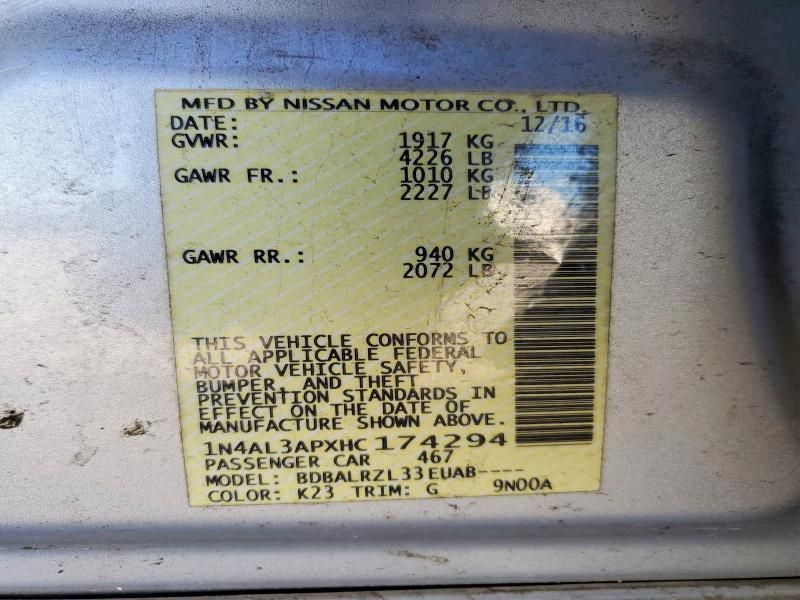 MFD BY NISSAN MOTOR CO., LTD.
DATE: 12/16
GVWR: 1917 KG
4226 LB
GAWR FR.: 1010 KG
2227 LB
GAWR RR.: 940 KG
2072 LB
THIS VEHICLE CONFORMS TO
ALL APPLICABLE FEDERAL
MOTOR VEHICLE SAFETY,
BUMPER, AND THEFT
PREVENTION STANDARDS IN
EFFECT ON THE DATE OF
MANUFACTURE SHOWN ABOVE.
1N4AL3APXHC174294
PASSENGER CAR 467
MODEL: BDBALRZL33EUAB----
COLOR: K23 TRIM: G 9N00A